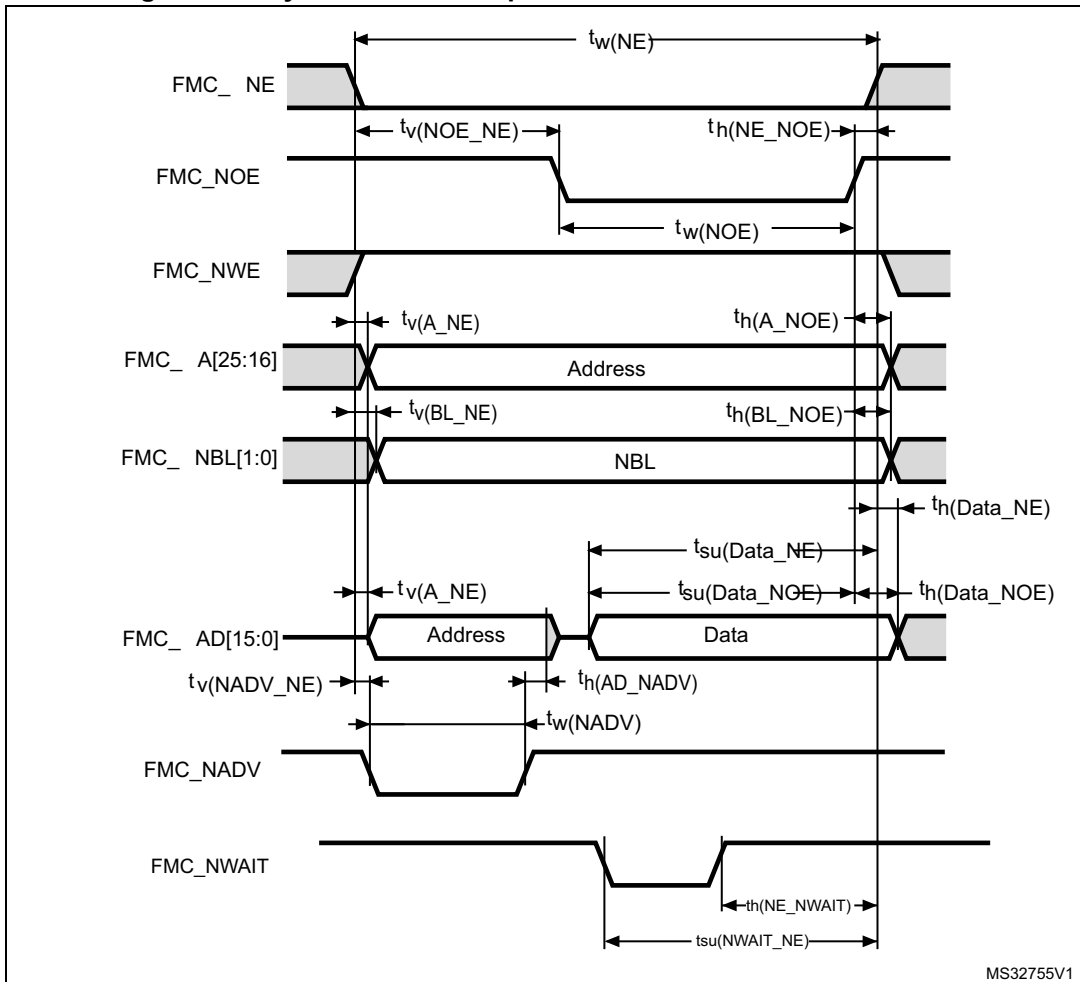 tw(NE)
FMC_ NE
tv(NOE_NE)
th(NE_NOE)
FMC_NOE
tw(NOE)
FMC_NWE
tv(A_NE)
th(A_NOE)
FMC_ A[25:16]
Address
tv(BL_NE)
th(BL_NOE)
FMC_ NBL[1:0]
NBL
th(Data_NE)
tsu(Data_NE)
tv(A_NE)
tsu(Data_NOE)
th(Data_NOE)
FMC_ AD[15:0]
Address
Data
tv(NADV_NE)
th(AD_NADV)
tw(NADV)
FMC_NADV
FMC_NWAIT
th(NE_NWAIT)
tsu(NWAIT_NE)
MS32755V1